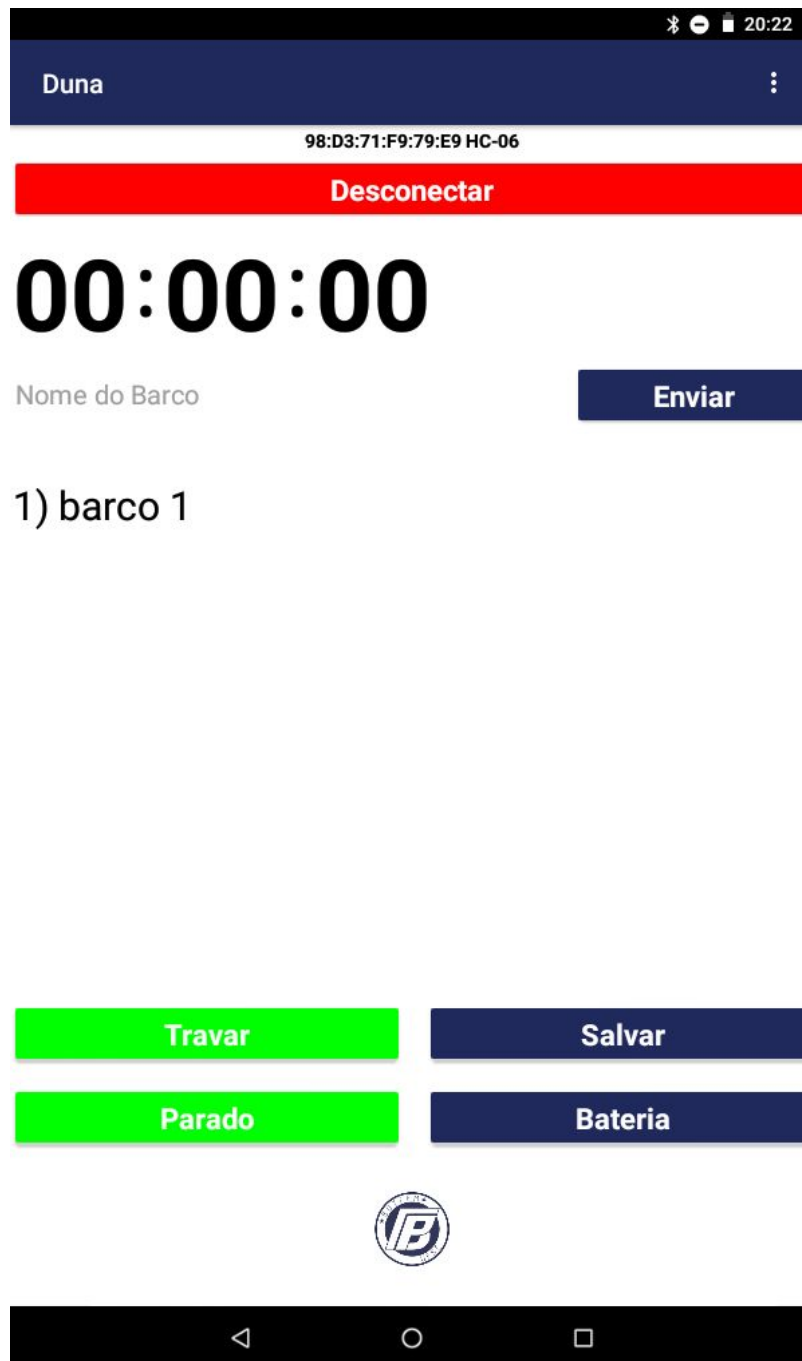 20:22
Duna
98:D3:71:F9:79:E9 HC-06
Desconectar
00:00:00
Nome do Barco Enviar
1) barco 1
Travar Salvar
Parado Bateria